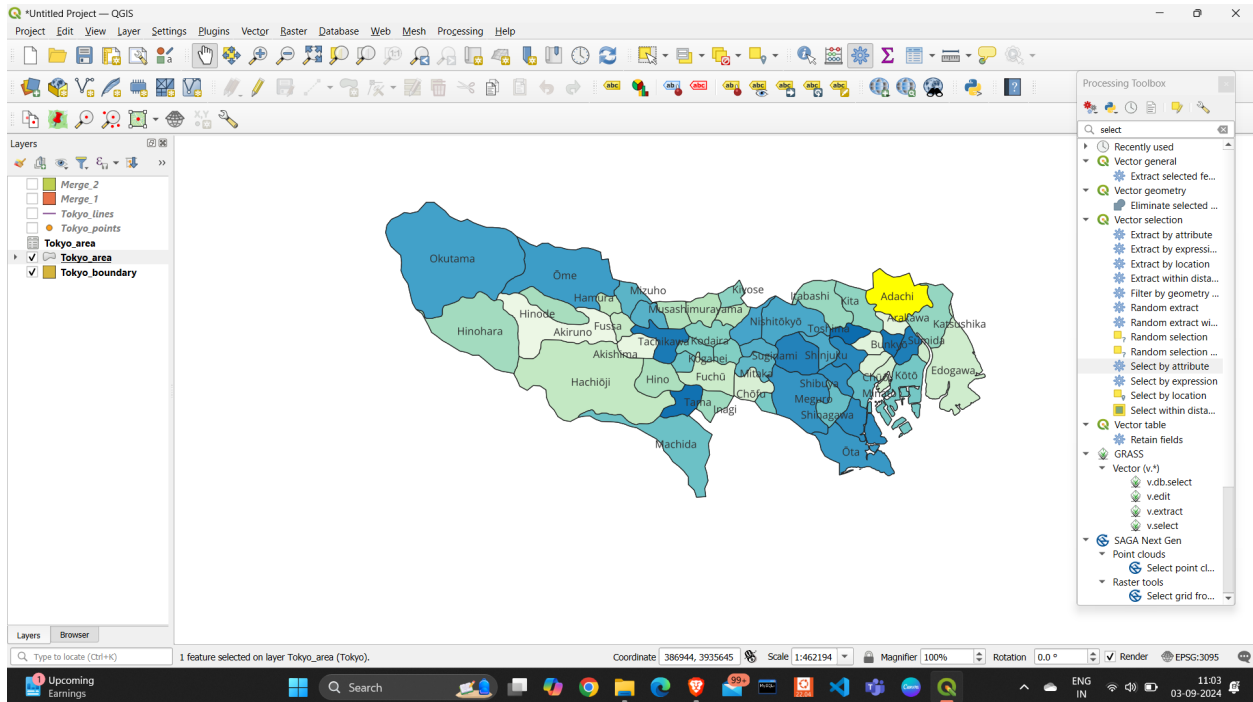 *Untitled Project — QGIS
Project Edit View Layer Settings Plugins Vector Raster Database Web Mesh Processing Help
Processing Toolbox
select
Layers
Merge_2
Merge_1
Tokyo_lines
Tokyo_points
Tokyo_area
Tokyo_area
Tokyo_boundary
Okutama
Ōme
Hamura
Mizuho
Kiyose
Itabashi
Kita
Adachi
Hinode
Musashimurayama
Arakawa
Katsushika
Hinohara
Akiruno
Fussa
Nishitōkyō
Toshima
Tachikawa
Kodaira
Bunkyō
Sumida
Akishima
Koganei
Suginami
Shinjuku
Hachiōji
Hino
Fuchū
Mitaka
Shibuya
Chūō
Kōtō
Edogawa
Tama
Inagi
Chōfu
Meguro
Minato
Shinagawa
Machida
Ōta
Recently used
Vector general
Extract selected fe...
Vector geometry
Eliminate selected ...
Vector selection
Extract by attribute
Extract by expressi...
Extract by location
Extract within dista...
Filter by geometry ...
Random extract
Random extract wi...
Random selection
Random selection ...
Select by attribute
Select by expression
Select by location
Select within dista...
Vector table
Retain fields
GRASS
Vector (v.*)
v.db.select
v.edit
v.extract
v.select
SAGA Next Gen
Point clouds
Select point cl...
Raster tools
Select grid fro...
Layers Browser
Type to locate (Ctrl+K) 1 feature selected on layer Tokyo_area (Tokyo). Coordinate 386944, 3935645 Scale 1:462194 Magnifier 100% Rotation 0.0 ° Render EPSG:3095
1 Upcoming
Earnings
Search
99+
22.04
ENG
IN
11:03
03-09-2024